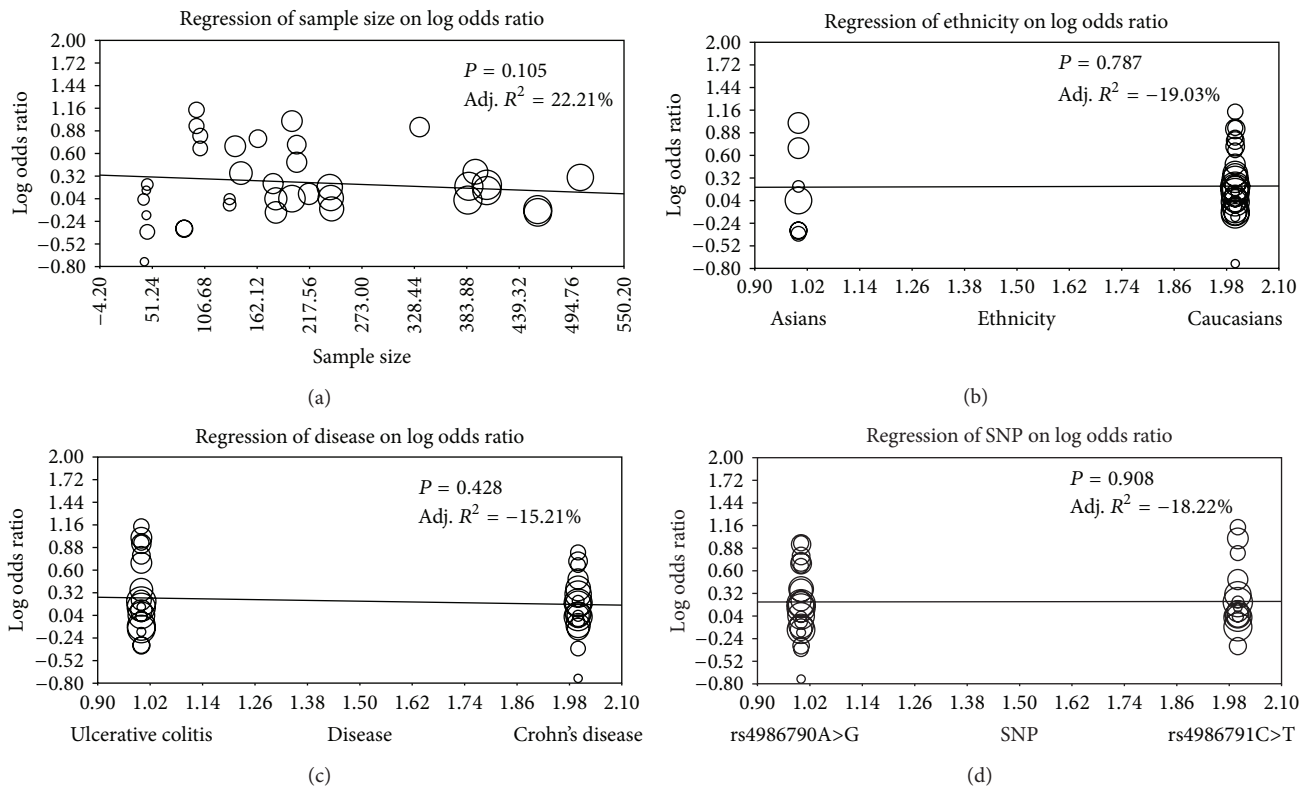 Regression of sample size on log odds ratio
2.00
1.72
1.44
1.16
0.88
0.60
0.32
0.04
−0.24
−0.52
−0.80
Log odds ratio
P = 0.105
Adj. R² = 22.21%
−4.20
51.24
106.68
162.12
217.56
273.00
328.44
383.88
439.32
494.76
550.20
Sample size
(a)
Regression of ethnicity on log odds ratio
2.00
1.72
1.44
1.16
0.88
0.60
0.32
0.04
−0.24
−0.52
−0.80
Log odds ratio
P = 0.787
Adj. R² = −19.03%
0.90 1.02 1.14 1.26 1.38 1.50 1.62 1.74 1.86 1.98 2.10
Asians Ethnicity Caucasians
(b)
Regression of disease on log odds ratio
2.00
1.72
1.44
1.16
0.88
0.60
0.32
0.04
−0.24
−0.52
−0.80
Log odds ratio
P = 0.428
Adj. R² = −15.21%
0.90 1.02 1.14 1.26 1.38 1.50 1.62 1.74 1.86 1.98 2.10
Ulcerative colitis Disease Crohn's disease
(c)
Regression of SNP on log odds ratio
2.00
1.72
1.44
1.16
0.88
0.60
0.32
0.04
−0.24
−0.52
−0.80
Log odds ratio
P = 0.908
Adj. R² = −18.22%
0.90 1.02 1.14 1.26 1.38 1.50 1.62 1.74 1.86 1.98 2.10
rs4986790A>G SNP rs4986791C>T
(d)